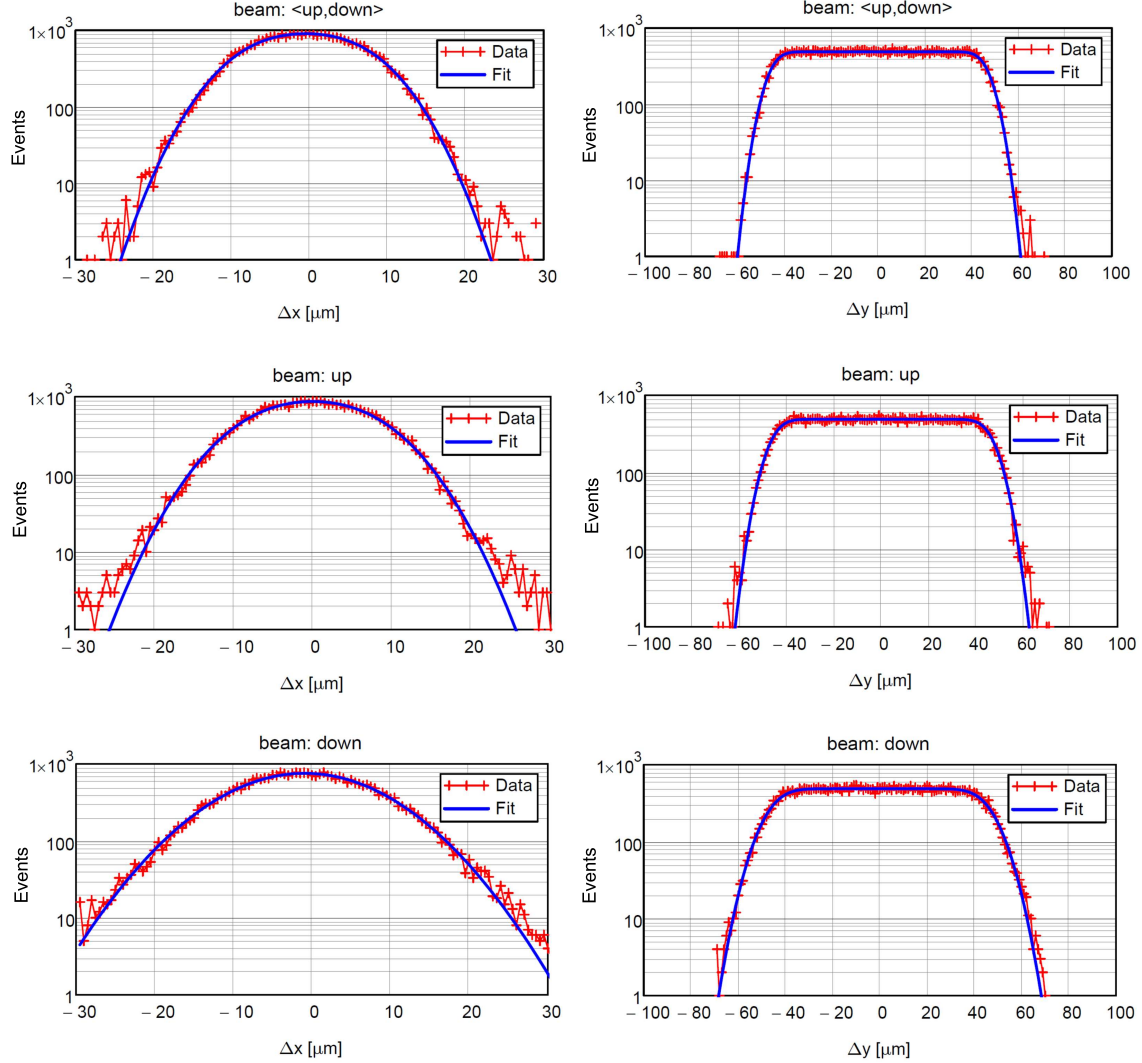 beam: <up,down>
1×10³
100
10
1
Events
Data
Fit
− 30 − 20 − 10 0 10 20 30
Δx [μm]
beam: <up,down>
1×10³
100
10
1
Events
Data
Fit
− 100 − 80 − 60 − 40 − 20 0 20 40 60 80 100
Δy [μm]
beam: up
1×10³
100
10
1
Events
Data
Fit
− 30 − 20 − 10 0 10 20 30
Δx [μm]
beam: up
1×10³
100
10
1
Events
Data
Fit
− 100 − 80 − 60 − 40 − 20 0 20 40 60 80 100
Δy [μm]
beam: down
1×10³
100
10
1
Events
Data
Fit
− 30 − 20 − 10 0 10 20 30
Δx [μm]
beam: down
1×10³
100
10
1
Events
Data
Fit
− 100 − 80 − 60 − 40 − 20 0 20 40 60 80 100
Δy [μm]